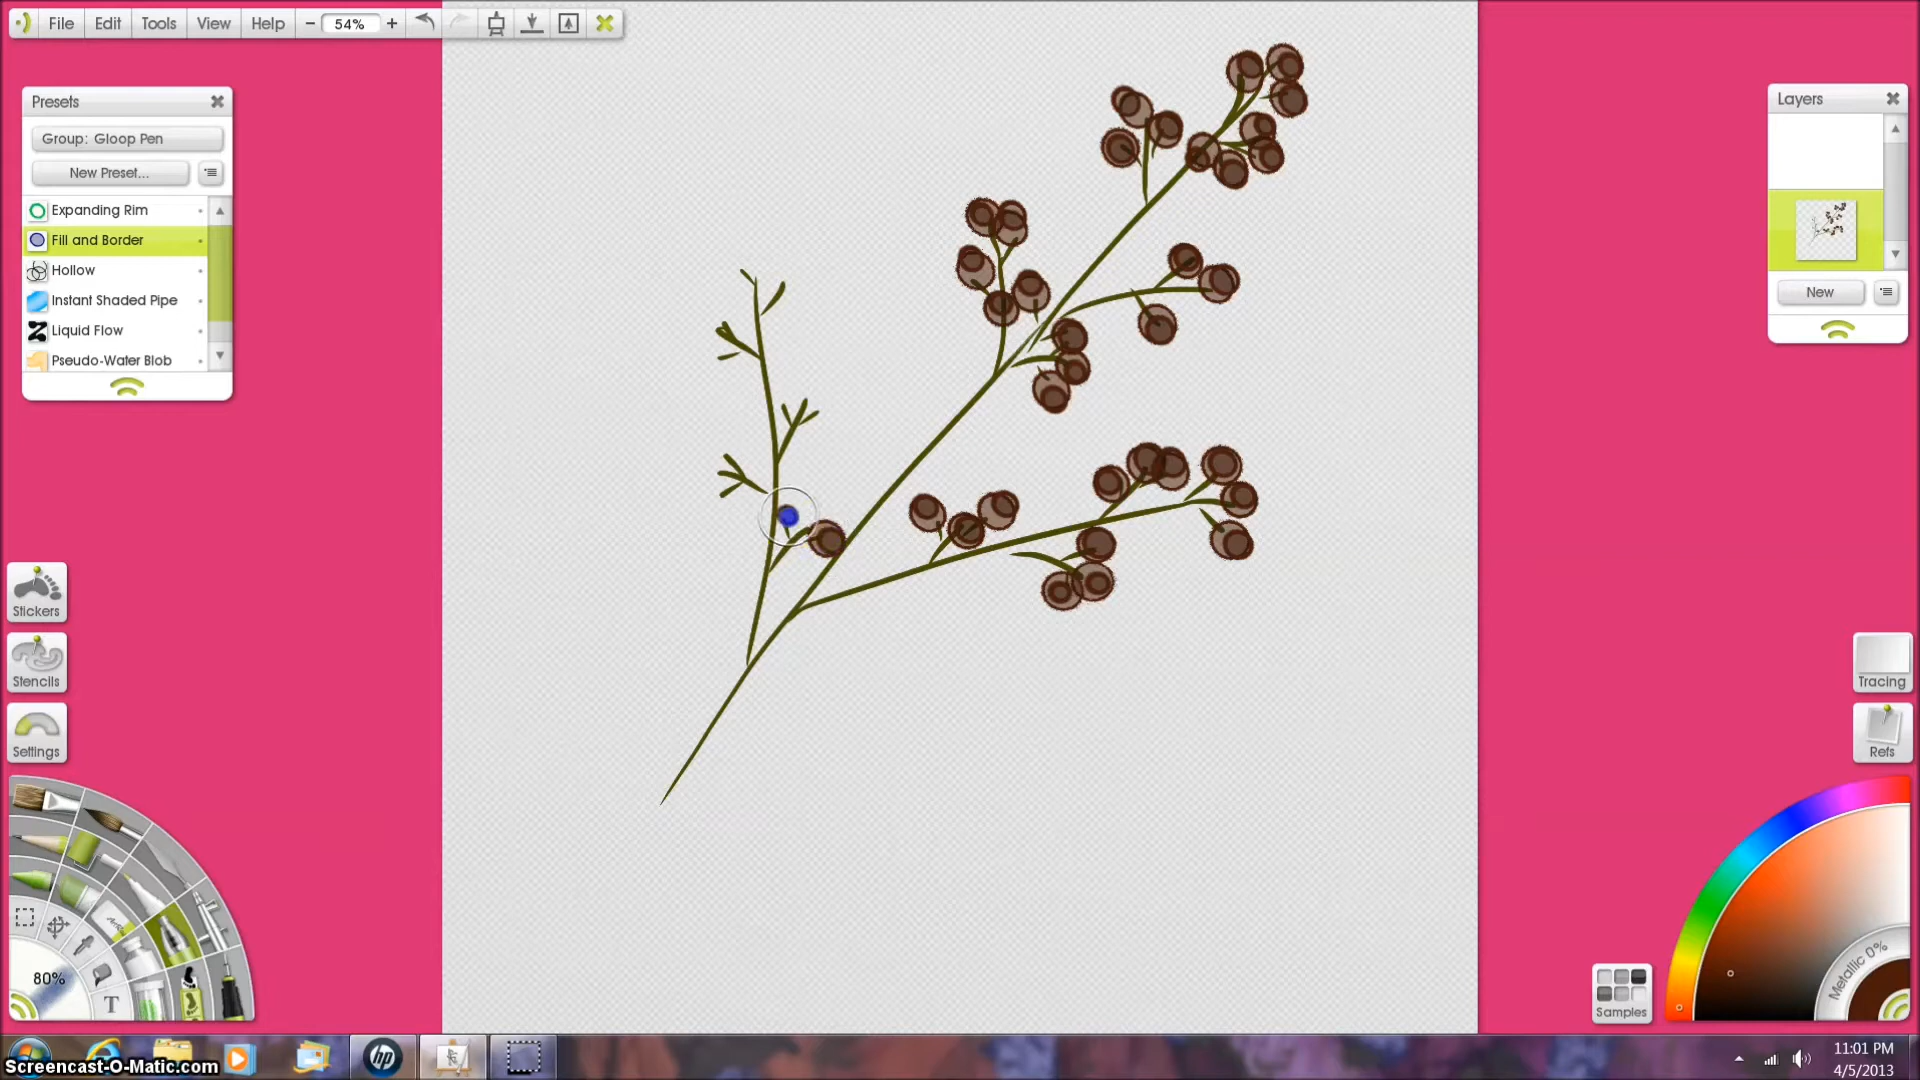 File Edit Tools View Help − 54% +
Presets
Group: Gloop Pen
New Preset...
Expanding Rim
Fill and Border
Hollow
Instant Shaded Pipe
Liquid Flow
Pseudo-Water Blob
Layers
New
Stickers
Stencils
Settings
Tracing
Refs
80%
T
Metallic 0%
Samples
hp
Screencast-O-Matic.com
11:01 PM
4/5/2013